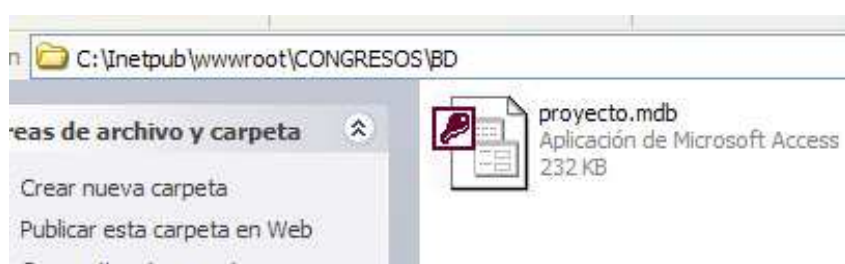 C:\Inetpub\wwwroot\CONGRESOS\BD
eas de archivo y carpeta
Crear nueva carpeta
Publicar esta carpeta en Web
proyecto.mdb
Aplicación de Microsoft Access
232 KB